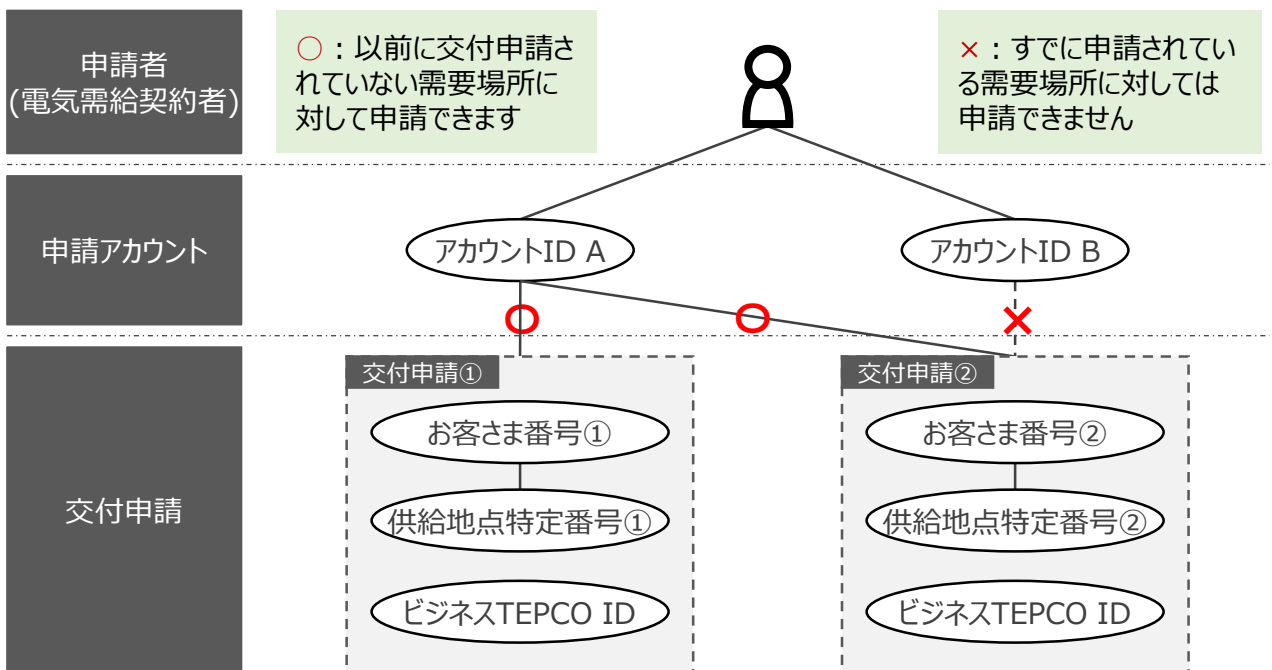 申請者
(電気需給契約者)
○：以前に交付申請さ
れていない需要場所に
対して申請できます
×：すでに申請されてい
る需要場所に対しては
申請できません
申請アカウント
アカウントID A
アカウントID B
交付申請
交付申請①
お客さま番号①
供給地点特定番号①
ビジネスTEPCO ID
交付申請②
お客さま番号②
供給地点特定番号②
ビジネスTEPCO ID